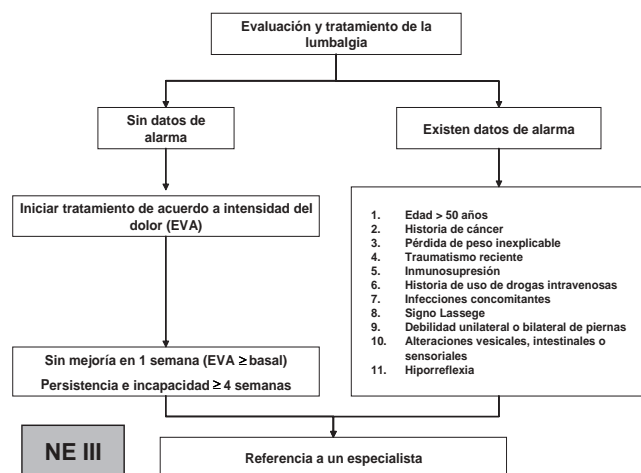 Evaluación y tratamiento de la
lumbalgia
Sin datos de
alarma
Existen datos de alarma
Iniciar tratamiento de acuerdo a intensidad del
dolor (EVA)
1. Edad > 50 años
2. Historia de cáncer
3. Pérdida de peso inexplicable
4. Traumatismo reciente
5. Inmunosupresión
6. Historia de uso de drogas intravenosas
7. Infecciones concomitantes
8. Signo Lassege
9. Debilidad unilateral o bilateral de piernas
10. Alteraciones vesicales, intestinales o
sensoriales
11. Hiporreflexia
Sin mejoría en 1 semana (EVA ≥ basal)
Persistencia e incapacidad ≥ 4 semanas
NE III
Referencia a un especialista